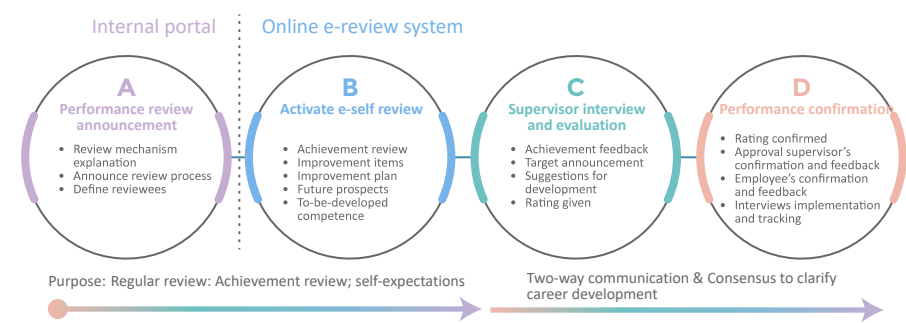 Internal portal
Online e-review system
A
Performance review
announcement
• Review mechanism
explanation
• Announce review process
• Define reviewees
B
Activate e-self review
• Achievement review
• Improvement items
• Improvement plan
• Future prospects
• To-be-developed
competence
C
Supervisor interview
and evaluation
• Achievement feedback
• Target announcement
• Suggestions for
development
• Rating given
D
Performance confirmation
• Rating confirmed
• Approval supervisor's
confirmation and feedback
• Employee's confirmation
and feedback
• Interviews implementation
and tracking
Purpose: Regular review: Achievement review; self-expectations
Two-way communication & Consensus to clarify
career development